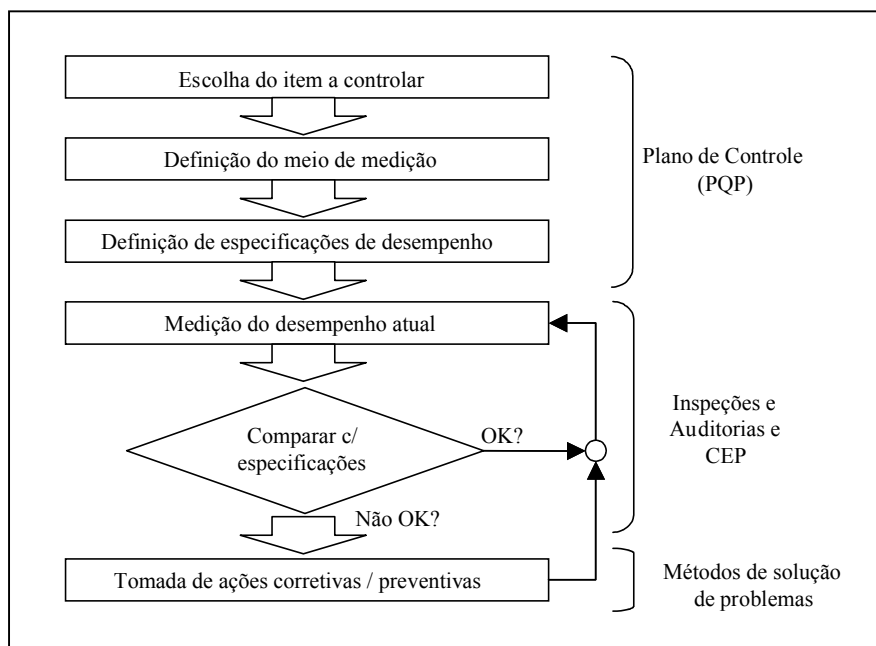 Escolha do item a controlar
Definição do meio de medição
Plano de Controle
(PQP)
Definição de especificações de desempenho
Medição do desempenho atual
Comparar c/
especificações
OK?
Inspeções e
Auditorias e
CEP
Não OK?
Tomada de ações corretivas / preventivas
Métodos de solução
de problemas